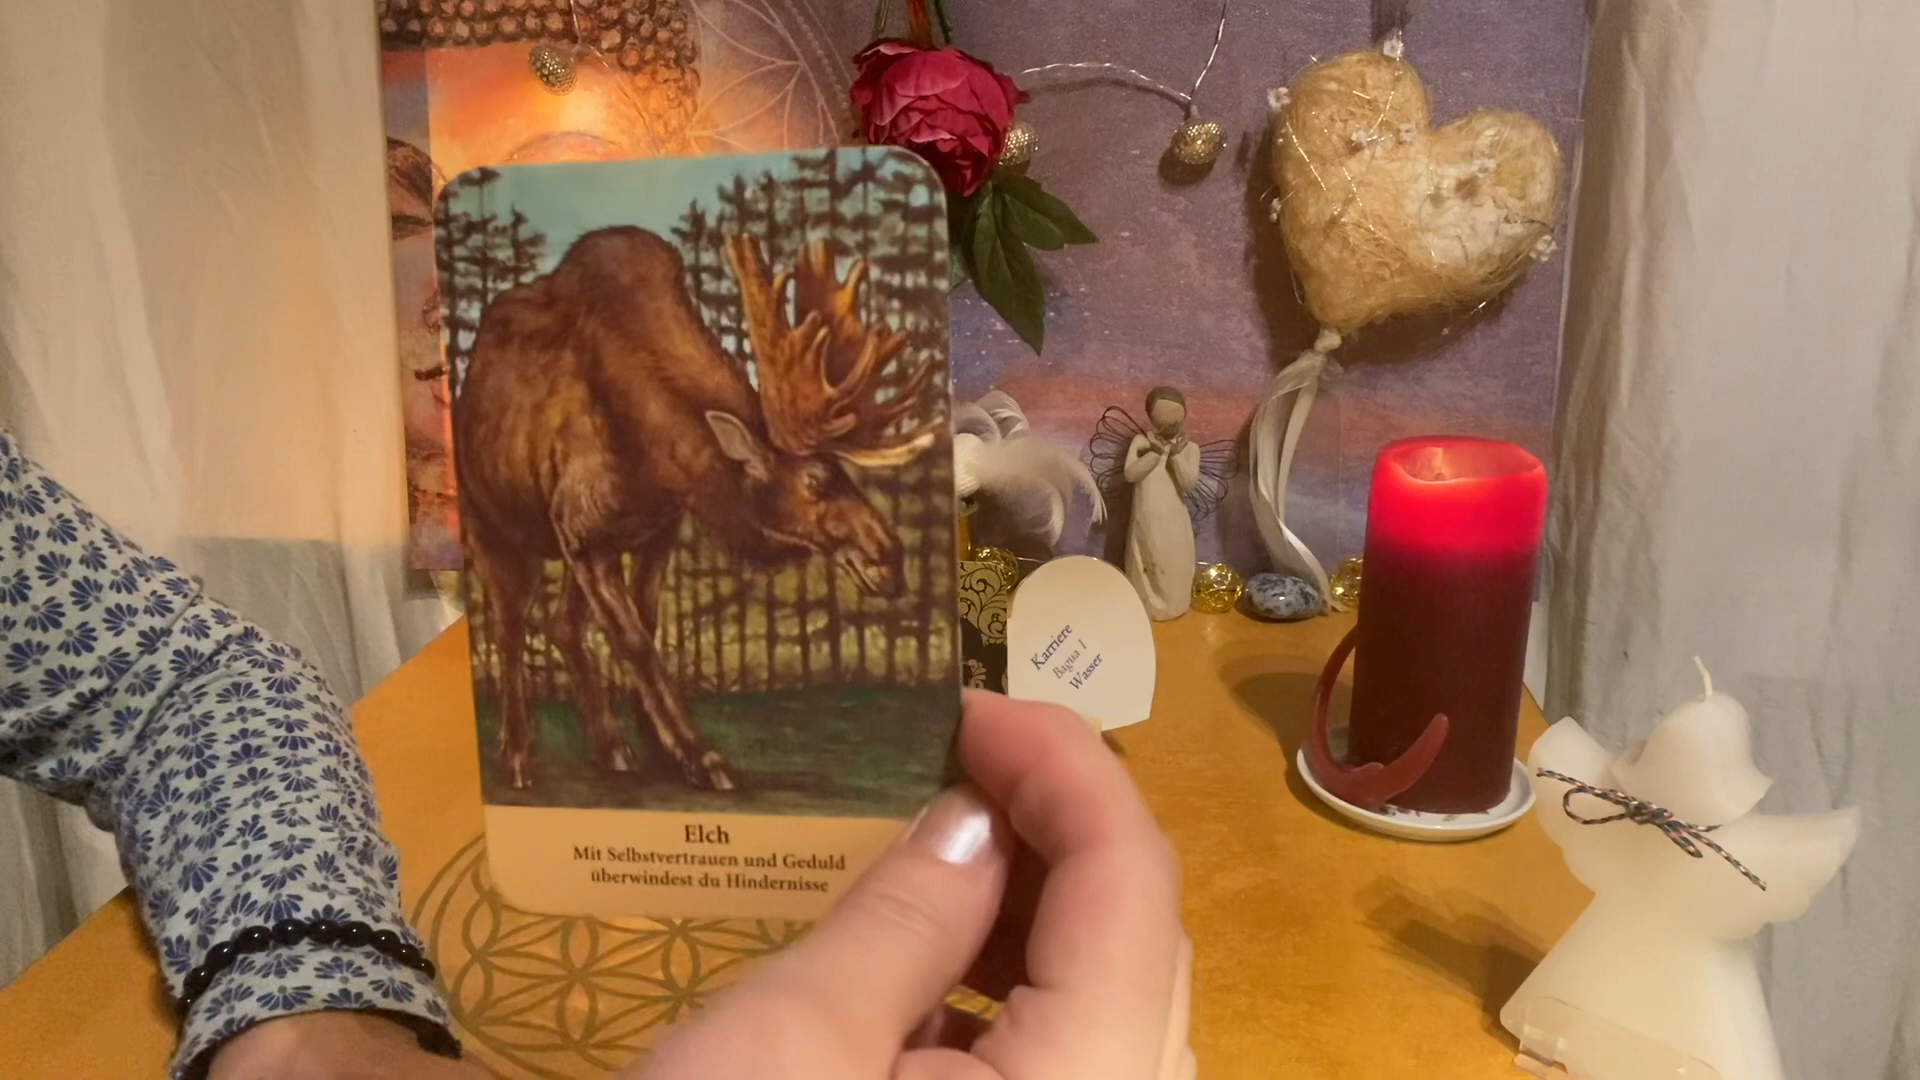 Elch
Mit Selbstvertrauen und Geduld
überwindest du Hindernisse
Karriere
Bagua 1
Wasser